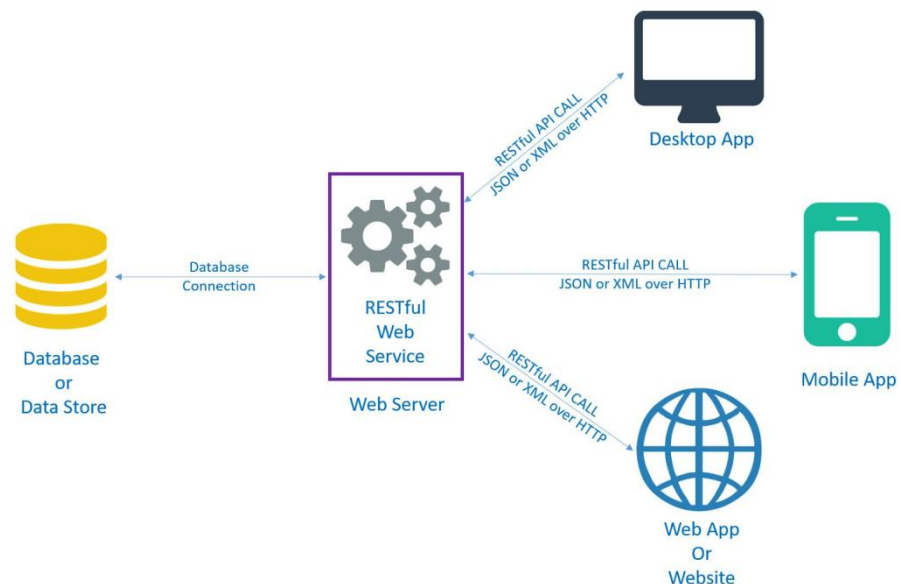 RESTful API CALL
JSON or XML over HTTP
Desktop App
Database
Connection
RESTful
Web
Service
Web Server
RESTful API CALL
JSON or XML over HTTP
Mobile App
Database
or
Data Store
RESTful API CALL
JSON or XML over HTTP
Web App
Or
Website